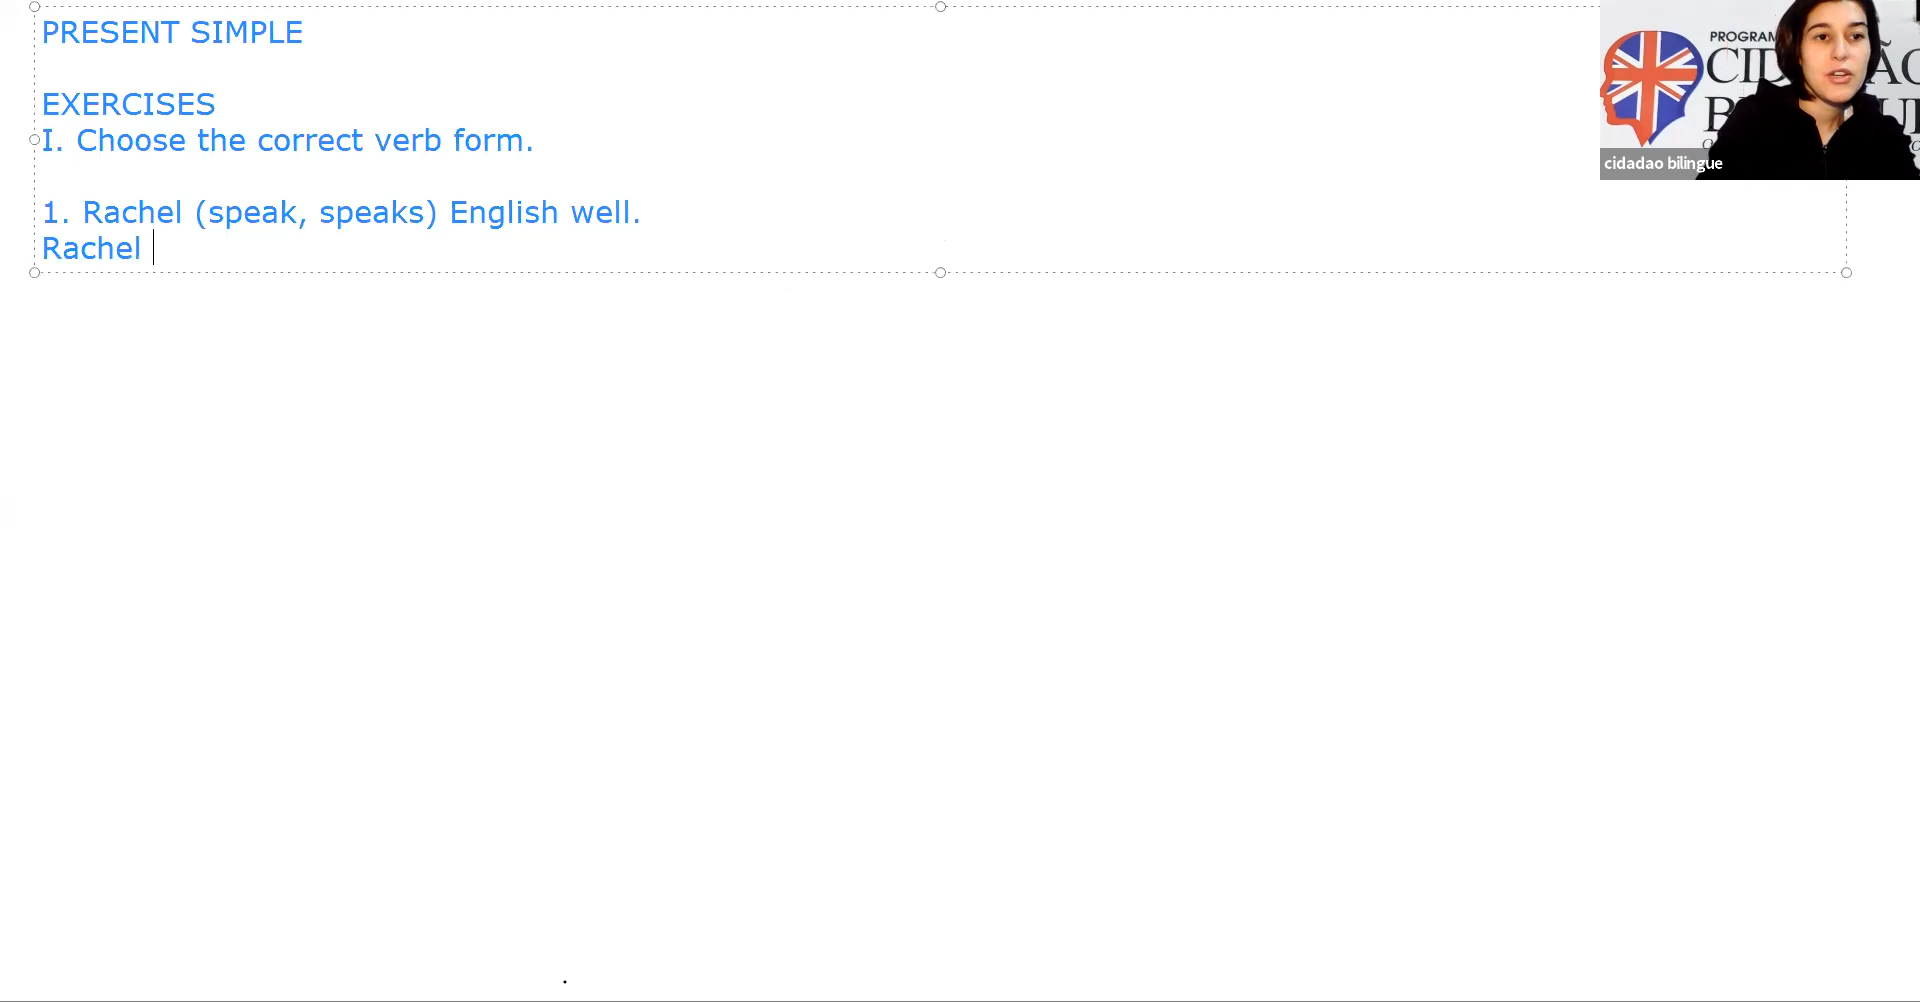 PRESENT SIMPLE
EXERCISES
I. Choose the correct verb form.
1. Rachel (speak, speaks) English well.
Rachel
PROGRAM
cidadao bilingue